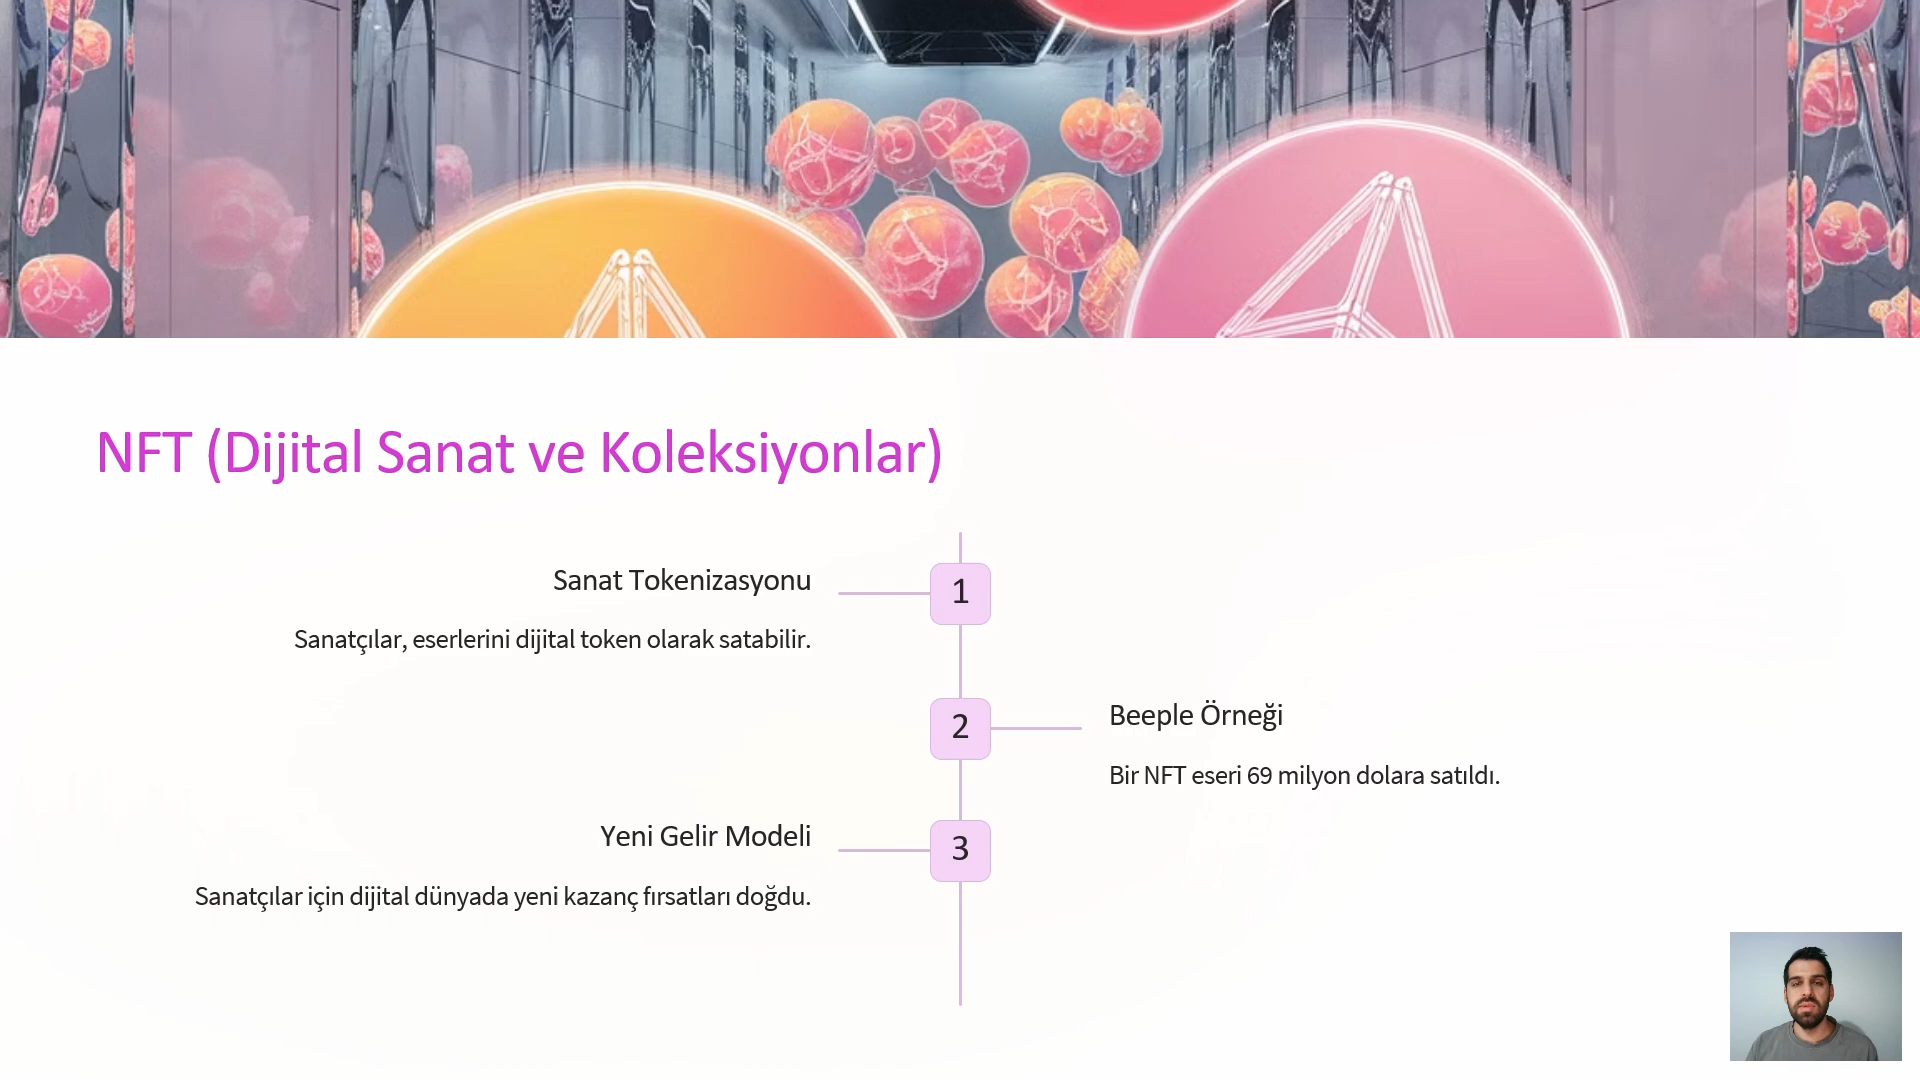 NFT (Dijital Sanat ve Koleksiyonlar)
Sanat Tokenizasyonu
1
Sanatçılar, eserlerini dijital token olarak satabilir.
2
Beeple Örneği
Bir NFT eseri 69 milyon dolara satıldı.
Yeni Gelir Modeli
3
Sanatçılar için dijital dünyada yeni kazanç fırsatları doğdu.